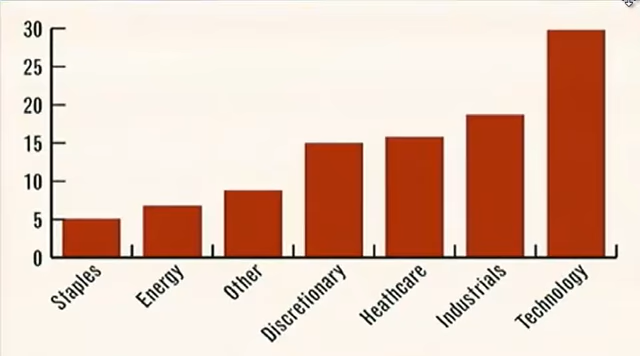 30
25
20
15
10
5
0
Staples
Energy
Other
Discretionary
Heathcare
Industrials
Technology